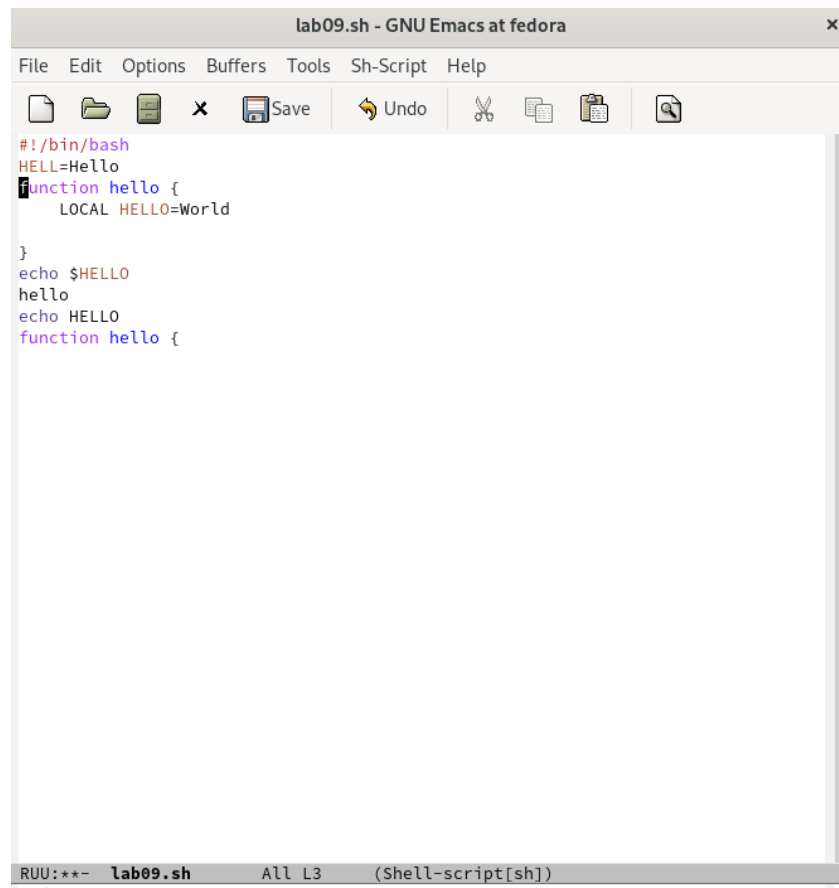 lab09.sh - GNU Emacs at fedora ×
File Edit Options Buffers Tools Sh-Script Help
Save Undo
#!/bin/bash
HELL=Hello
function hello {
    LOCAL HELLO=World
}
echo $HELLO
hello
echo HELLO
function hello {
RUU:**- lab09.sh All L3 (Shell-script[sh])